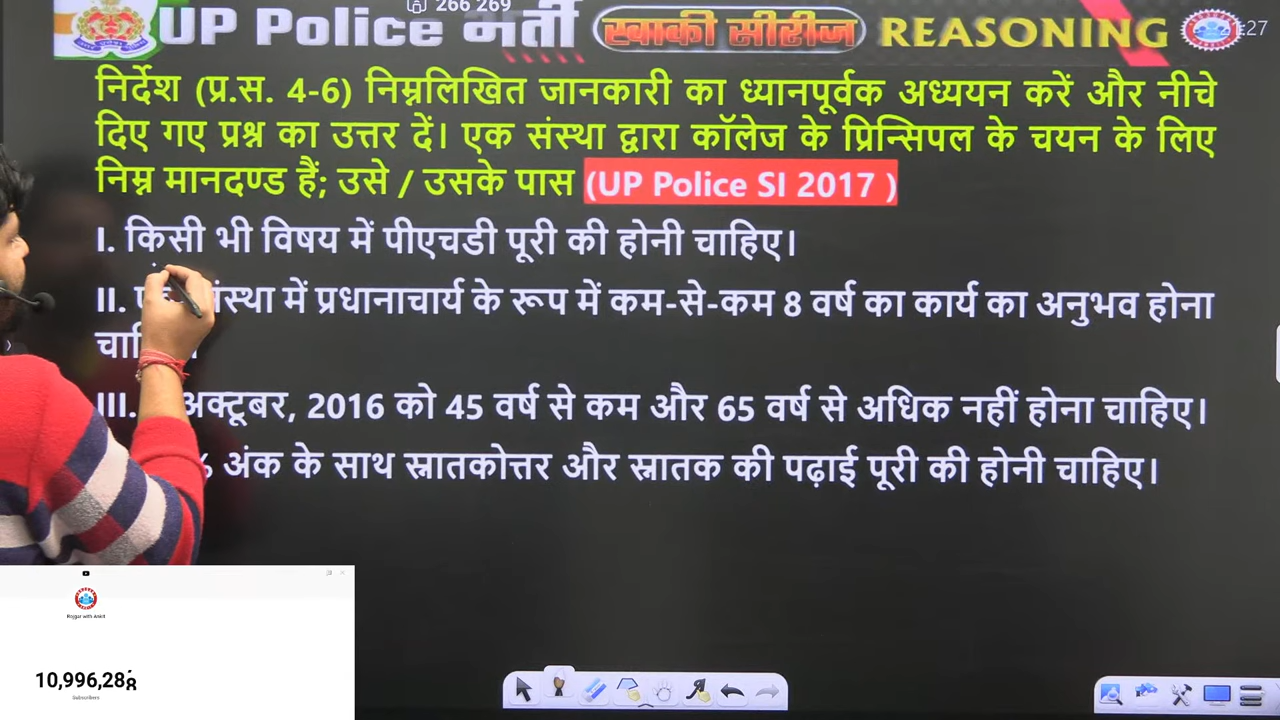 266 269
UP Police भर्ती खाकी सीरीज REASONING :27
निर्देश (प्र.स. 4-6) निम्नलिखित जानकारी का ध्यानपूर्वक अध्ययन करें और नीचे
दिए गए प्रश्न का उत्तर दें। एक संस्था द्वारा कॉलेज के प्रिन्सिपल के चयन के लिए
निम्न मानदण्ड हैं; उसे / उसके पास (UP Police SI 2017 )
I. किसी भी विषय में पीएचडी पूरी की होनी चाहिए।
II. संस्था में प्रधानाचार्य के रूप में कम-से-कम 8 वर्ष का कार्य का अनुभव होना
III. अक्टूबर, 2016 को 45 वर्ष से कम और 65 वर्ष से अधिक नहीं होना चाहिए।
% अंक के साथ स्नातकोत्तर और स्नातक की पढ़ाई पूरी की होनी चाहिए।
Rojgar with Ankit
10,996,28
Subscribers